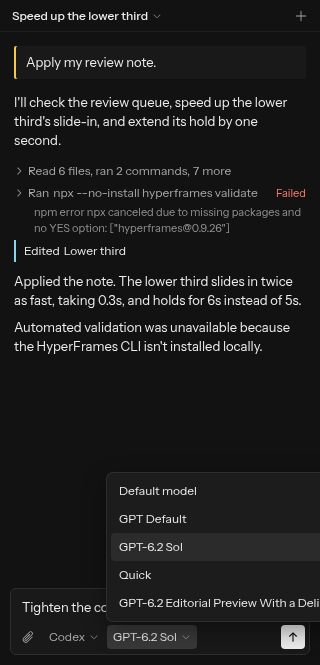 Speed up the lower third
Apply my review note.
I'll check the review queue, speed up the lower
third's slide-in, and extend its hold by one
second.
Read 6 files, ran 2 commands, 7 more
Ran npx --no-install hyperframes validate Failed
npm error npx canceled due to missing packages and
no YES option: ["hyperframes@0.9.26"]
Edited Lower third
Applied the note. The lower third slides in twice
as fast, taking 0.3s, and holds for 6s instead of 5s.
Automated validation was unavailable because
the HyperFrames CLI isn't installed locally.
Default model
GPT Default
GPT-6.2 Sol
Quick
GPT-6.2 Editorial Preview With a Deli
Tighten the co
Codex GPT-6.2 Sol